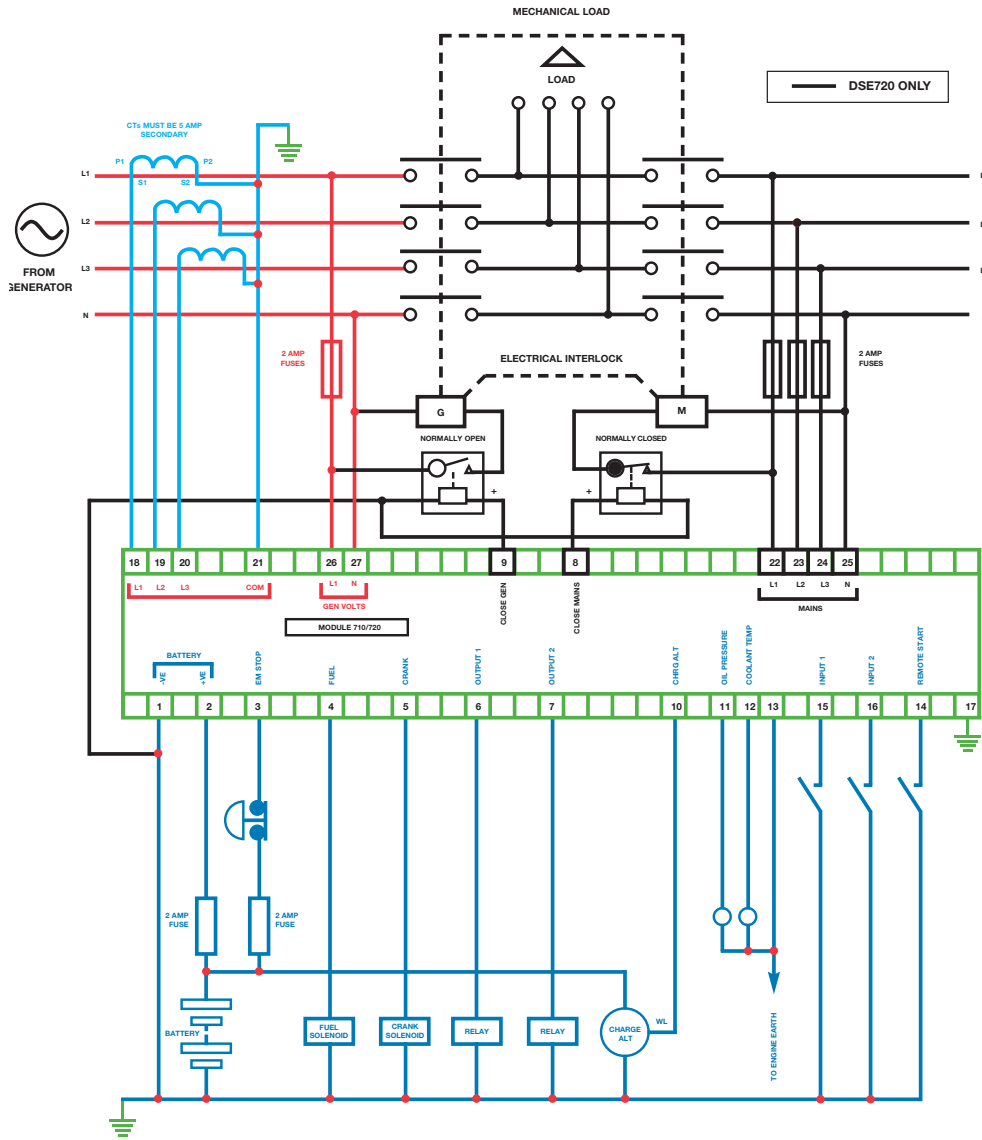 MECHANICAL LOAD
LOAD
DSE720 ONLY
CTs MUST BE 5 AMP
SECONDARY
P1
P2
S1
S2
L1
L2
L3
N
FROM
GENERATOR
2 AMP
FUSES
ELECTRICAL INTERLOCK
2 AMP
FUSES
G
M
NORMALLY OPEN
NORMALLY CLOSED
+
+
18
19
20
21
26
27
9
8
22
23
24
25
L1
L2
L3
COM
L1
N
GEN VOLTS
CLOSE GEN
CLOSE MAINS
L1
L2
L3
N
MAINS
MODULE 710/720
BATTERY
-VE
+VE
EM STOP
FUEL
CRANK
OUTPUT 1
OUTPUT 2
CHRG ALT
OIL PRESSURE
COOLANT TEMP
INPUT 1
INPUT 2
REMOTE START
1
2
3
4
5
6
7
10
11
12
13
15
16
14
17
2 AMP
FUSE
2 AMP
FUSE
BATTERY
FUEL
SOLENOID
CRANK
SOLENOID
RELAY
RELAY
CHARGE
ALT
WL
TO ENGINE EARTH